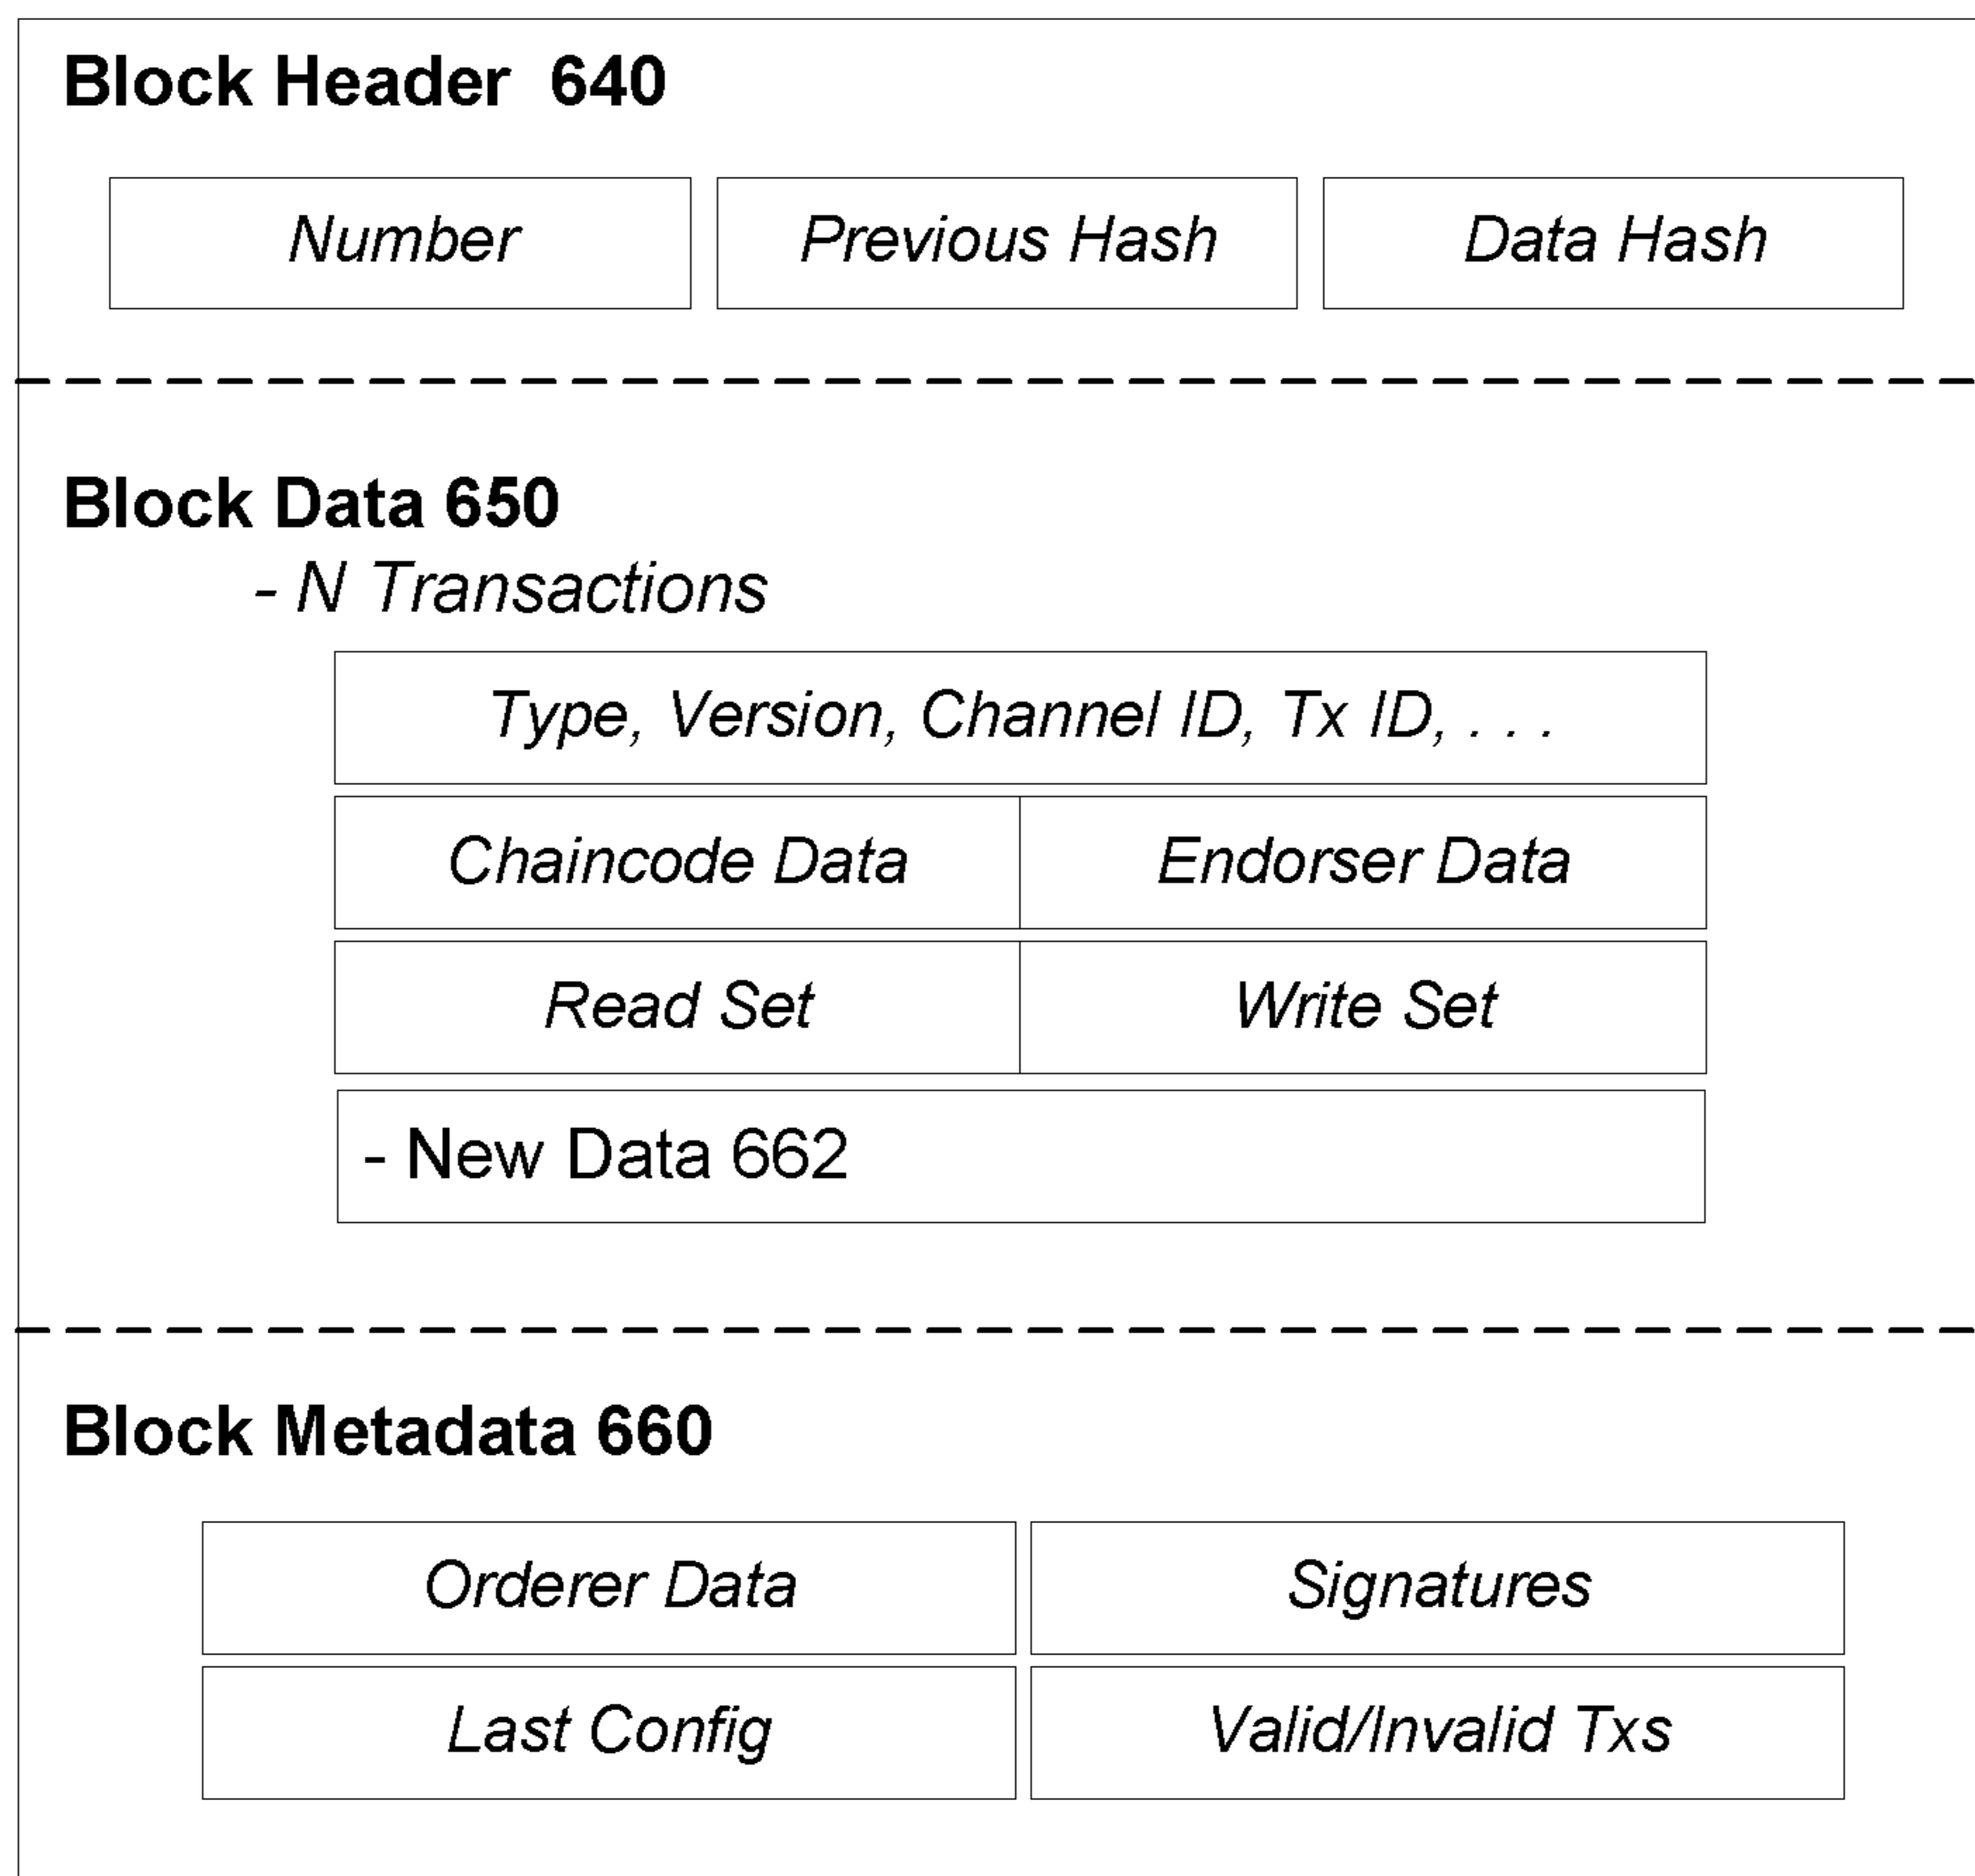 Block Header 640
Number Previous Hash Data Hash
Block Data 650
- N Transactions
Type, Version, Channel ID, Tx ID, . . .
Chaincode Data Endorser Data
Read Set Write Set
- New Data 662
Block Metadata 660
Orderer Data Signatures
Last Config Valid/Invalid Txs